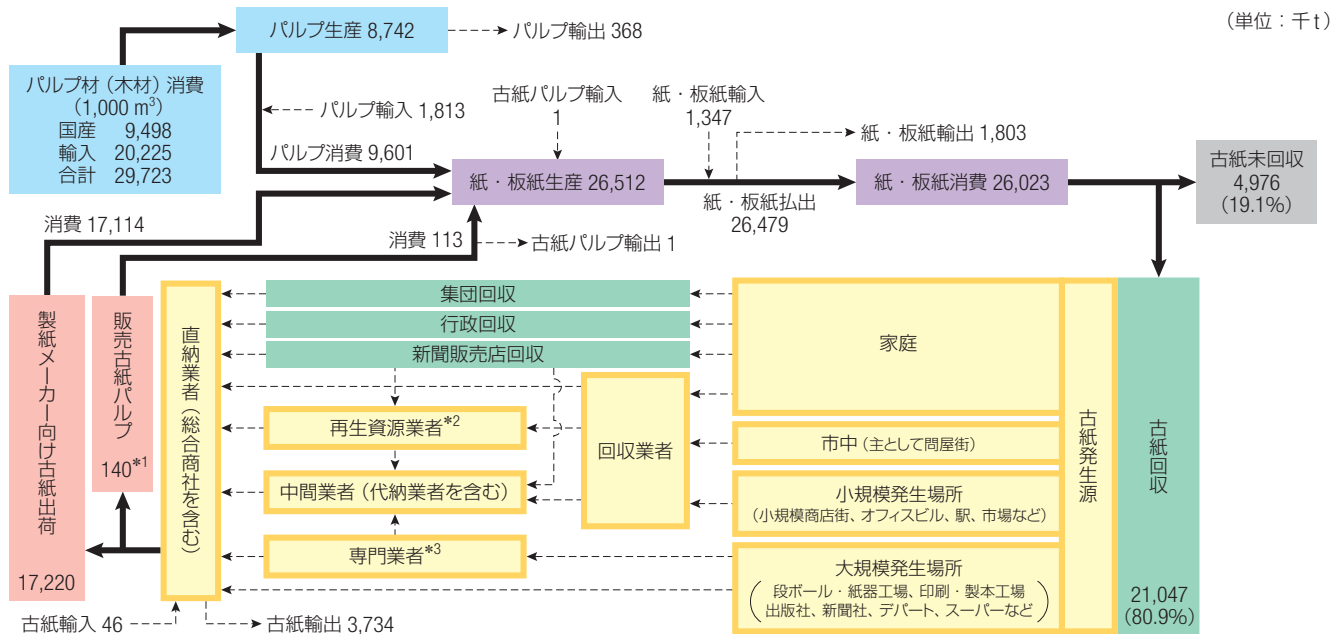 (単位：千t)
パルプ生産 8,742
パルプ輸出 368
パルプ材（木材）消費
(1,000 m³)
国産 9,498
輸入 20,225
合計 29,723
パルプ輸入 1,813
パルプ消費 9,601
古紙パルプ輸入
1
紙・板紙輸入
1,347
紙・板紙輸出 1,803
紙・板紙生産 26,512
紙・板紙払出
26,479
紙・板紙消費 26,023
古紙未回収
4,976
(19.1%)
消費 17,114
消費 113
古紙パルプ輸出 1
製紙メーカー向け古紙出荷
17,220
販売古紙パルプ
140*1
直納業者（総合商社を含む）
集団回収
行政回収
新聞販売店回収
再生資源業者*2
中間業者（代納業者を含む）
専門業者*3
回収業者
家庭
市中（主として問屋街）
小規模発生場所
（小規模商店街、オフィスビル、駅、市場など）
大規模発生場所
（段ボール・紙器工場、印刷・製本工場
出版社、新聞社、デパート、スーパーなど）
古紙発生源
古紙回収
21,047
(80.9%)
古紙輸入 46
古紙輸出 3,734